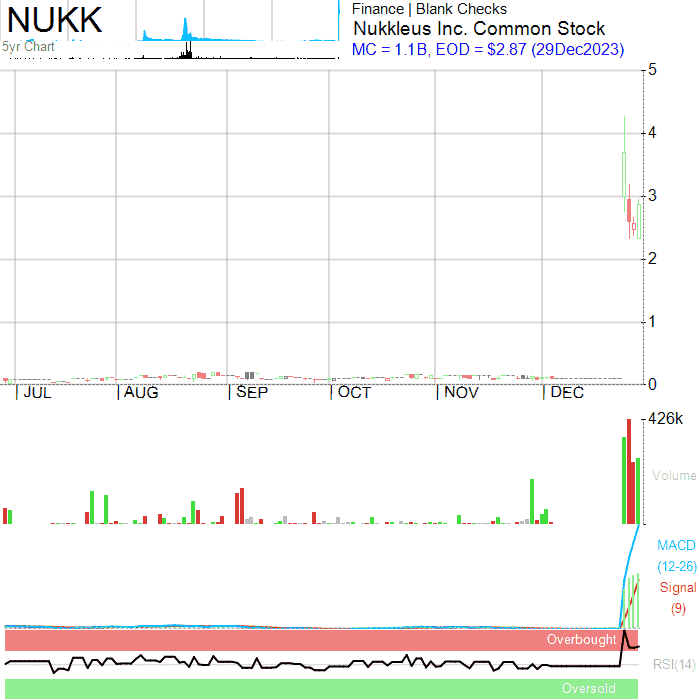 NUKK
5yr Chart
Finance | Blank Checks
Nukkleus Inc. Common Stock
MC = 1.1B, EOD = $2.87 (29Dec2023)
5
4
3
2
1
0
JUL AUG SEP OCT NOV DEC
426k
Volume
MACD
(12-26)
Signal
(9)
Overbought
RSI(14)
Oversold